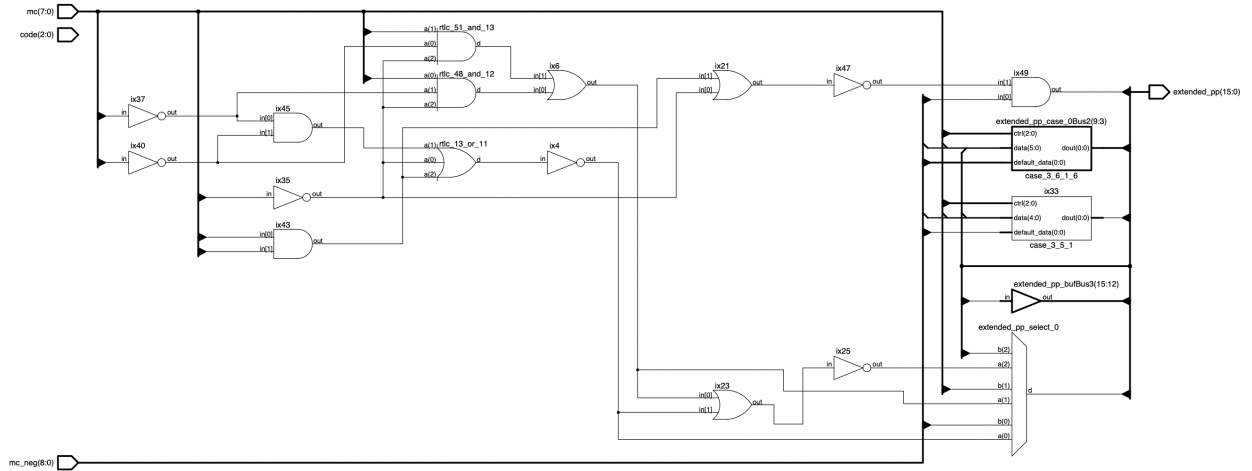 mc(7:0)
code(2:0)
rtlc_51_and_13
a(1)
a(0)
a(2)
d
rtlc_48_and_12
a(0)
a(1)
a(2)
d
ix6
in[1]
in[0]
out
ix21
in[1]
in[0]
out
ix47
in
out
ix49
in[1]
in[0]
out
extended_pp(15:0)
ix37
in
out
ix45
in[0]
in[1]
out
ix40
in
out
rtlc_13_or_11
a(1)
a(0)
a(2)
d
ix4
in
out
extended_pp_case_0Bus2(9:3)
ctrl(2:0)
data(5:0)
dout(0:0)
default_data(0:0)
case_3_6_1_6
ix35
in
out
ix33
ctrl(2:0)
data(4:0)
dout(0:0)
default_data(0:0)
case_3_5_1
ix43
in[0]
in[1]
out
extended_pp_bufBus3(15:12)
in
out
extended_pp_select_0
b(2)
a(2)
b(1)
a(1)
b(0)
a(0)
d
ix25
in
out
ix23
in[0]
in[1]
out
mc_neg(8:0)